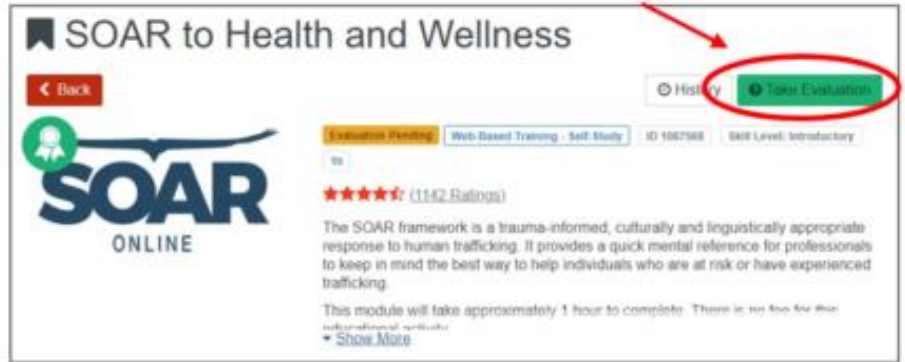 SOAR to Health and Wellness
Back
History
Take Evaluation
SOAR
ONLINE
Evaluation Pending
Web-Based Training - Self-Study
ID 1087568
Skill Level: Introductory
1h
(1142 Ratings)
The SOAR framework is a trauma-informed, culturally and linguistically appropriate
response to human trafficking. It provides a quick mental reference for professionals
to keep in mind the best way to help individuals who are at risk or have experienced
trafficking.
This module will take approximately 1 hour to complete. There is no fee for this
educational activity.
Show More